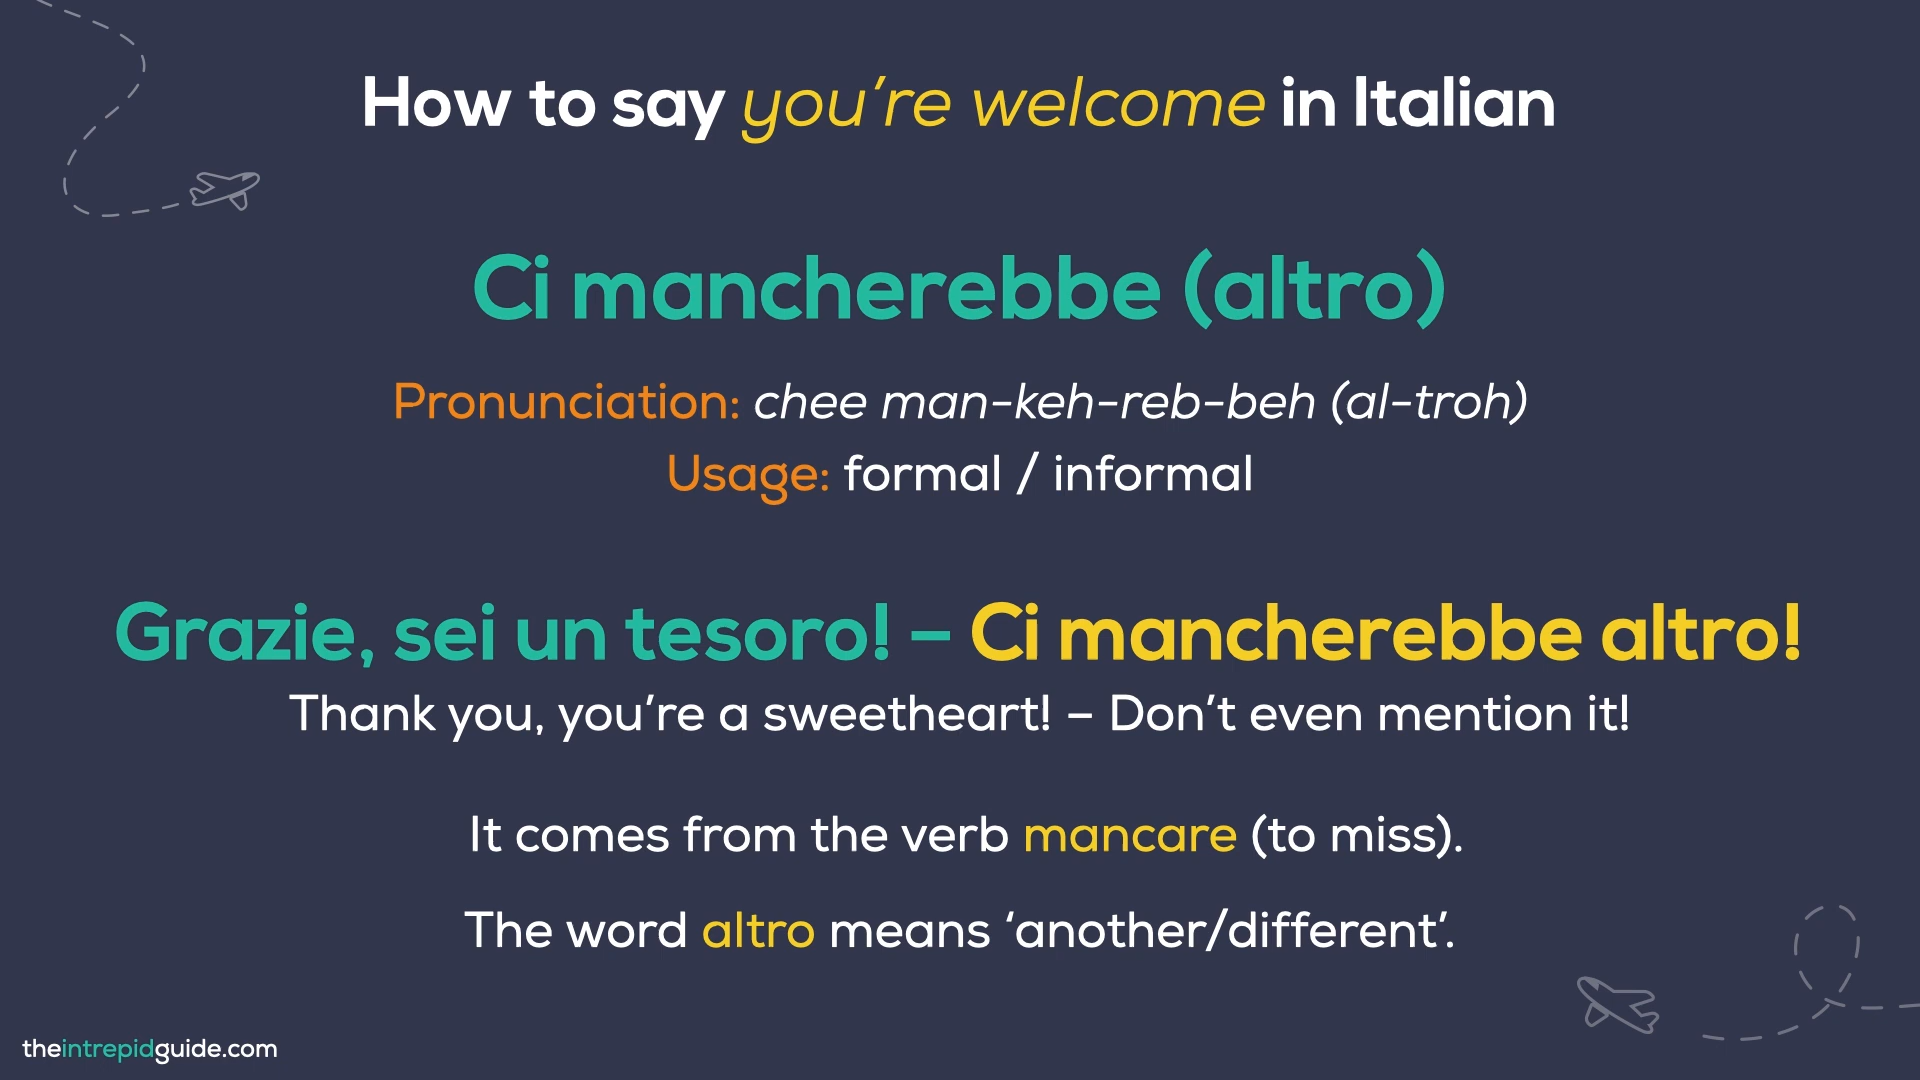 How to say you’re welcome in Italian
Ci mancherebbe (altro)
Pronunciation: chee man-keh-reb-beh (al-troh)
Usage: formal / informal
Grazie, sei un tesoro! – Ci mancherebbe altro!
Thank you, you’re a sweetheart! – Don’t even mention it!
It comes from the verb mancare (to miss).
The word altro means ‘another/different’.
theintrepidguide.com